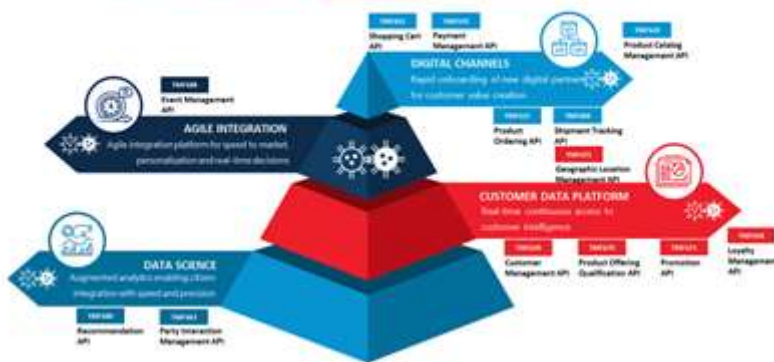 Shopping Cart
API
Payment
Management API
Product Catalog
Management API
DIGITAL CHANNELS
Rapid onboarding of new digital partners
for customer value creation
Event Management
API
AGILE INTEGRATION
Agile integration platform for speed to market,
personalisation and real-time decisions
Product
Ordering API
Shipment Tracking
API
Geographic Location
Management API
CUSTOMER DATA PLATFORM
Real-time continuous access to
customer intelligence
Customer
Management API
Product Offering
Qualification API
Promotion
API
Loyalty
Management
API
DATA SCIENCE
Augmented analytics enabling citizen
integration with speed and precision
Recommendation
API
Party Interaction
Management API